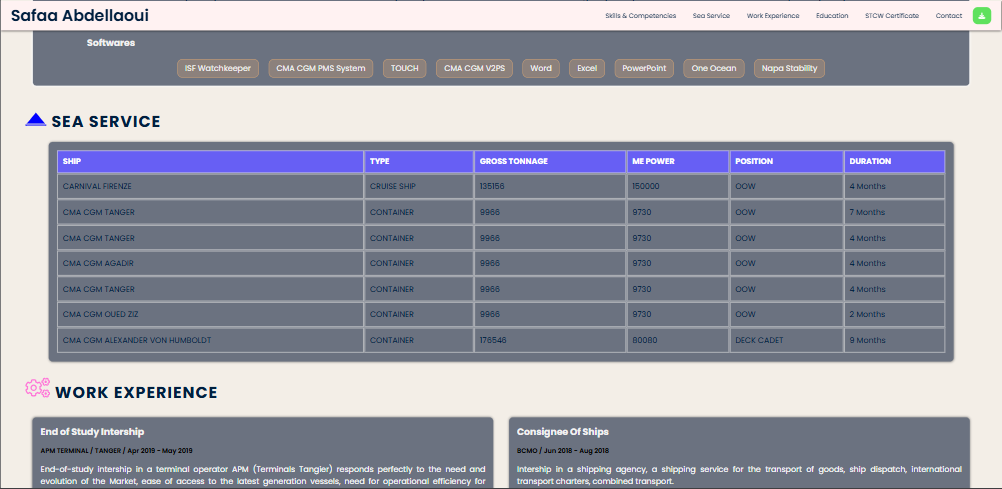 Safaa Abdellaoui
Skills & Competencies Sea Service Work Experience Education STCW Certificate Contact
Softwares
ISF Watchkeeper CMA CGM PMS System TOUCH CMA CGM V2PS Word Excel PowerPoint One Ocean Napa Stability
SEA SERVICE
SHIP TYPE GROSS TONNAGE ME POWER POSITION DURATION
CARNIVAL FIRENZE CRUISE SHIP 135156 150000 OOW 4 Months
CMA CGM TANGER CONTAINER 9966 9730 OOW 7 Months
CMA CGM TANGER CONTAINER 9966 9730 OOW 4 Months
CMA CGM AGADIR CONTAINER 9966 9730 OOW 4 Months
CMA CGM TANGER CONTAINER 9966 9730 OOW 4 Months
CMA CGM OUED ZIZ CONTAINER 9966 9730 OOW 2 Months
CMA CGM ALEXANDER VON HUMBOLDT CONTAINER 176546 80080 DECK CADET 9 Months
WORK EXPERIENCE
End of Study Intership
APM TERMINAL / TANGER / Apr 2019 - May 2019
End-of-study intership in a terminal operator APM (Terminals Tangier) responds perfectly to the need and
evolution of the Market, ease of access to the latest generation vessels, need for operational efficiency for
Consignee Of Ships
BCMO / Jun 2018 - Aug 2018
Intership in a shipping agency, a shipping service for the transport of goods, ship dispatch, international
transport charters, combined transport.